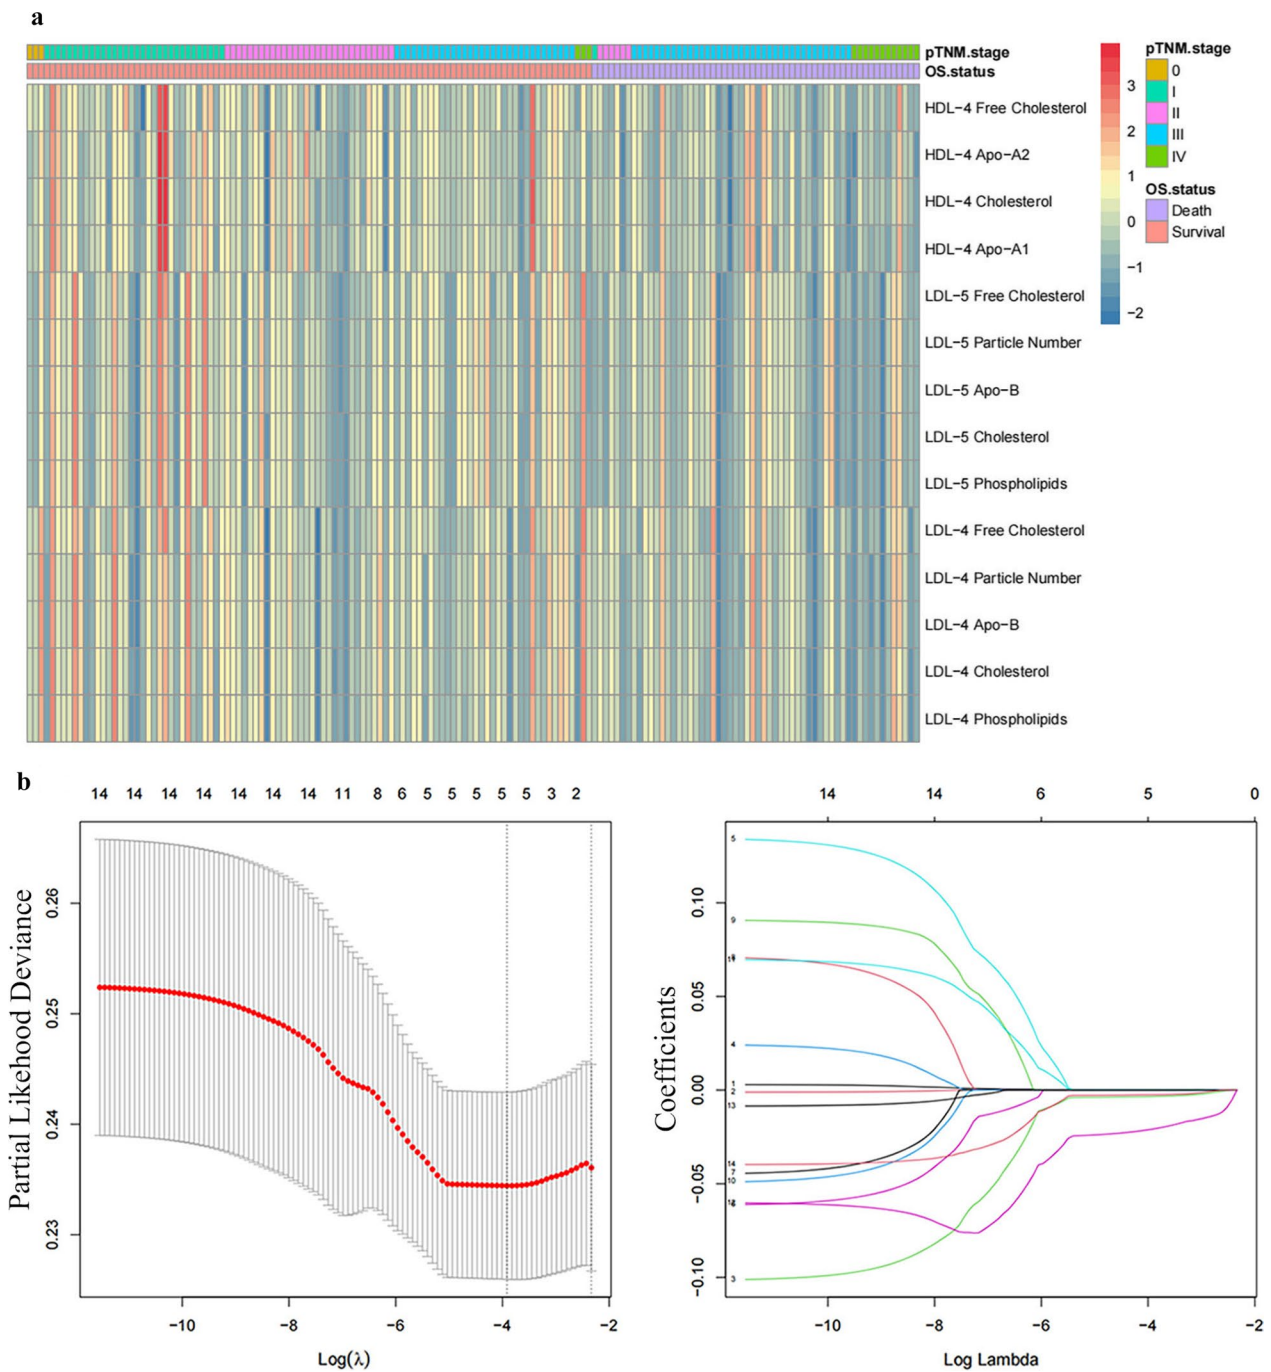 a
pTNM.stage
OS.status
HDL−4 Free Cholesterol
HDL−4 Apo−A2
HDL−4 Cholesterol
HDL−4 Apo−A1
LDL−5 Free Cholesterol
LDL−5 Particle Number
LDL−5 Apo−B
LDL−5 Cholesterol
LDL−5 Phospholipids
LDL−4 Free Cholesterol
LDL−4 Particle Number
LDL−4 Apo−B
LDL−4 Cholesterol
LDL−4 Phospholipids
3
2
1
0
−1
−2
pTNM.stage
0
I
II
III
IV
OS.status
Death
Survival
b
14 14 14 14 14 14 14 11 8 6 5 5 5 5 5 3 2
Partial Likehood Deviance
0.26
0.25
0.24
0.23
−10 −8 −6 −4 −2
Log(λ)
14 14 6 5 0
Coefficients
0.10
0.05
0.00
−0.05
−0.10
5
9
4
1
2
13
14
7
10
3
−10 −8 −6 −4 −2
Log Lambda